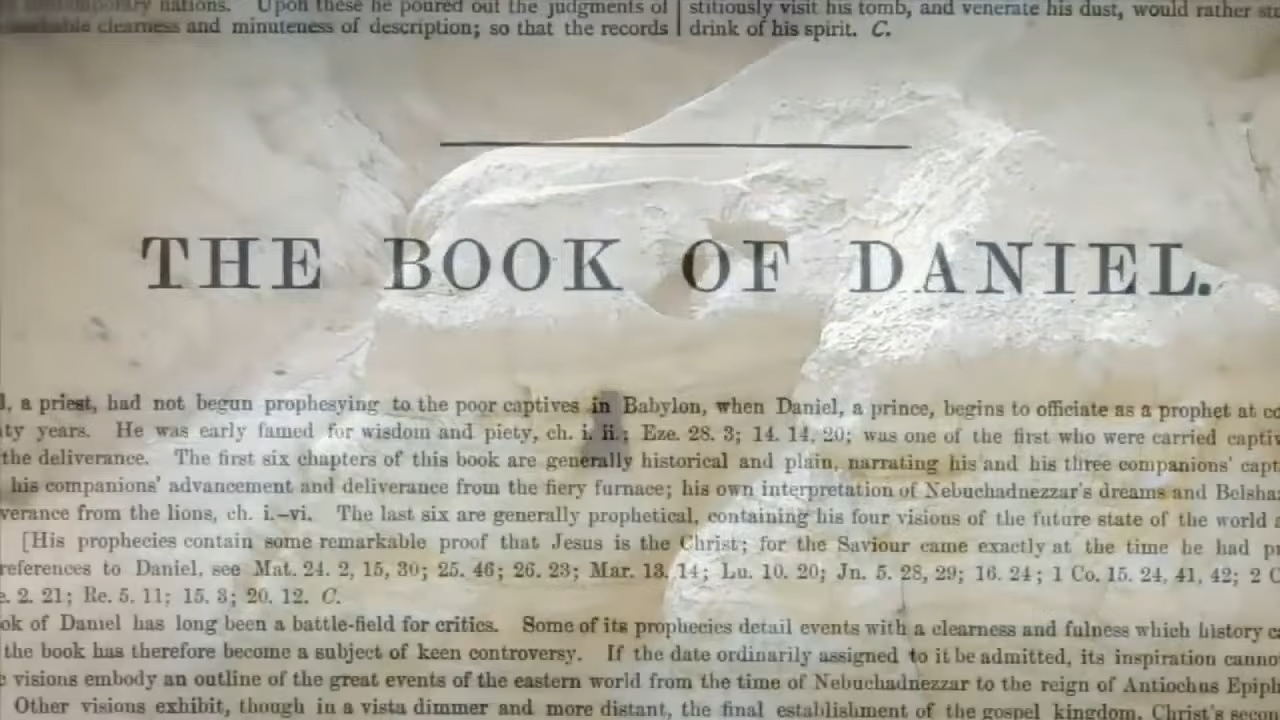 nations. Upon these he poured out the judgments of
clearness and minuteness of description; so that the records
stitiously visit his tomb, and venerate his dust, would rather
drink of his spirit. C.
THE BOOK OF DANIEL.
, a priest, had not begun prophesying to the poor captives in Babylon, when Daniel, a prince, begins to officiate as a prophet at
ty years. He was early famed for wisdom and piety, ch. i. ii.; Eze. 28. 3; 14. 14, 20; was one of the first who were carried
the deliverance. The first six chapters of this book are generally historical and plain, narrating his and his three companions'
his companions' advancement and deliverance from the fiery furnace; his own interpretation of Nebuchadnezzar's dreams and
verance from the lions, ch. i.–vi. The last six are generally prophetical, containing his four visions of the future state of the world
[His prophecies contain some remarkable proof that Jesus is the Christ; for the Saviour came exactly at the time he had
references to Daniel, see Mat. 24. 2, 15, 30; 25. 46; 26. 23; Mar. 13. 14; Lu. 10. 20; Jn. 5. 28, 29; 16. 24; 1 Co. 15. 24, 41, 42; 2
2. 21; Re. 5. 11; 15. 3; 20. 12. C.
ok of Daniel has long been a battle-field for critics. Some of its prophecies detail events with a clearness and fulness which history
the book has therefore become a subject of keen controversy. If the date ordinarily assigned to it be admitted, its inspiration
visions embody an outline of the great events of the eastern world from the time of Nebuchadnezzar to the reign of Antiochus
Other visions exhibit, though in a vista dimmer and more distant, the final establishment of the gospel kingdom, Christ's